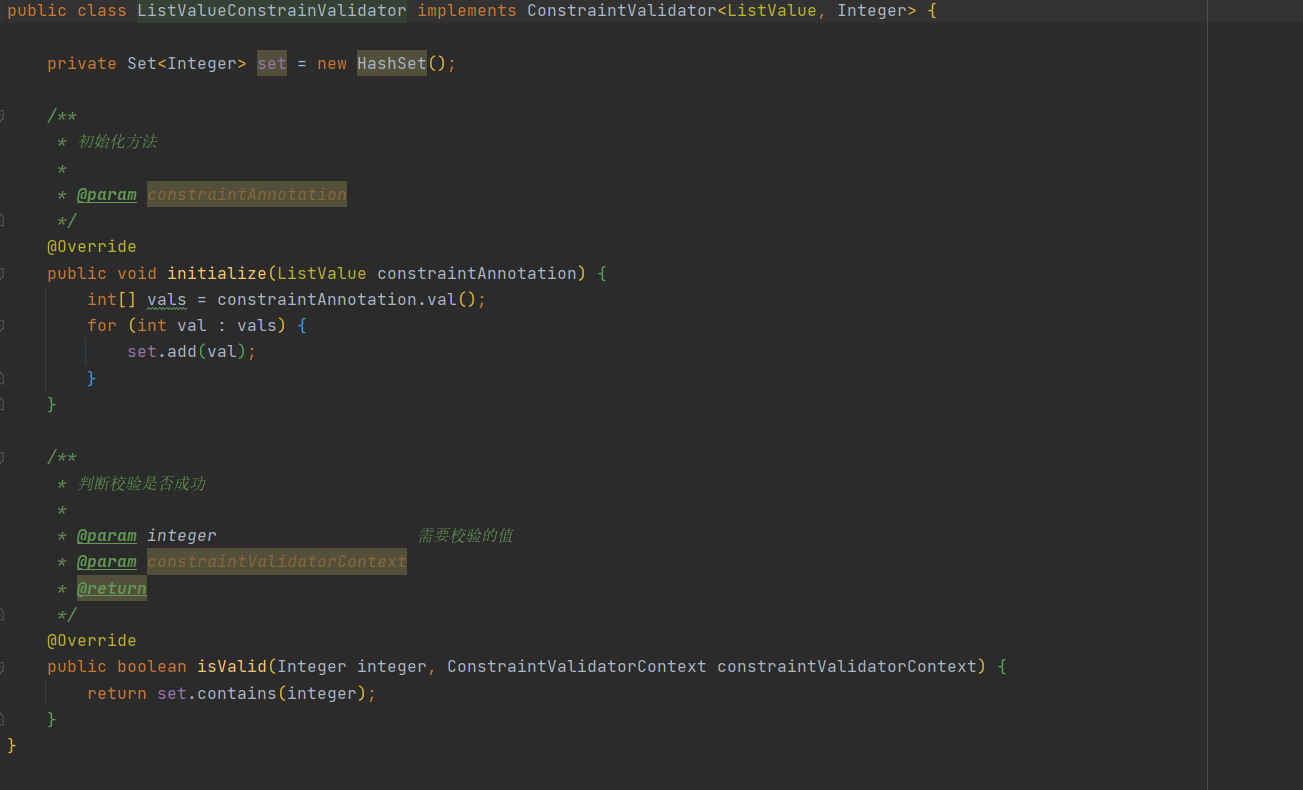 public class ListValueConstrainValidator implements ConstraintValidator<ListValue, Integer> {
private Set<Integer> set = new HashSet();
/**
* 初始化方法
*
* @param constraintAnnotation
*/
@Override
public void initialize(ListValue constraintAnnotation) {
int[] vals = constraintAnnotation.val();
for (int val : vals) {
set.add(val);
}
}
/**
* 判断校验是否成功
*
* @param integer 需要校验的值
* @param constraintValidatorContext
* @return
*/
@Override
public boolean isValid(Integer integer, ConstraintValidatorContext constraintValidatorContext) {
return set.contains(integer);
}
}